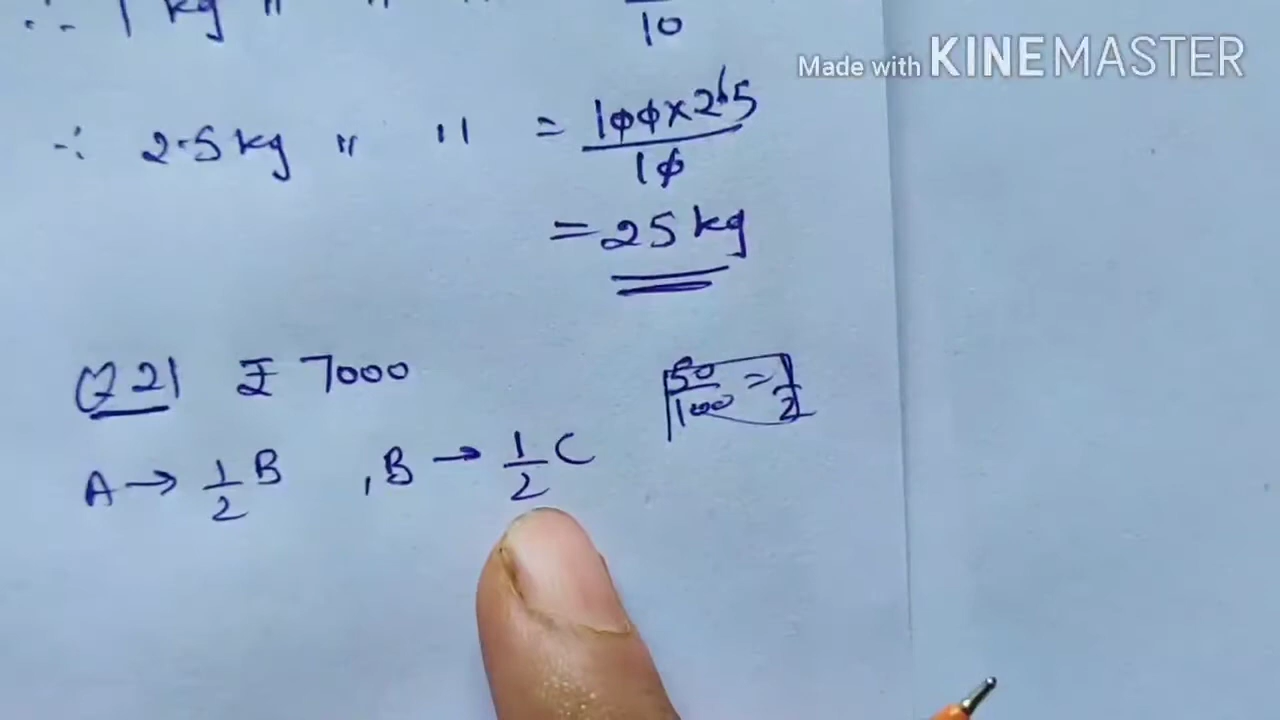 ∴ 1 kg " " " /10
Made with KINEMASTER
∴ 2.5 kg " " = 100×2.5/10
= 25 kg
Q 21 ₹ 7000
50/100 = 1/2
A → 1/2 B , B → 1/2 C